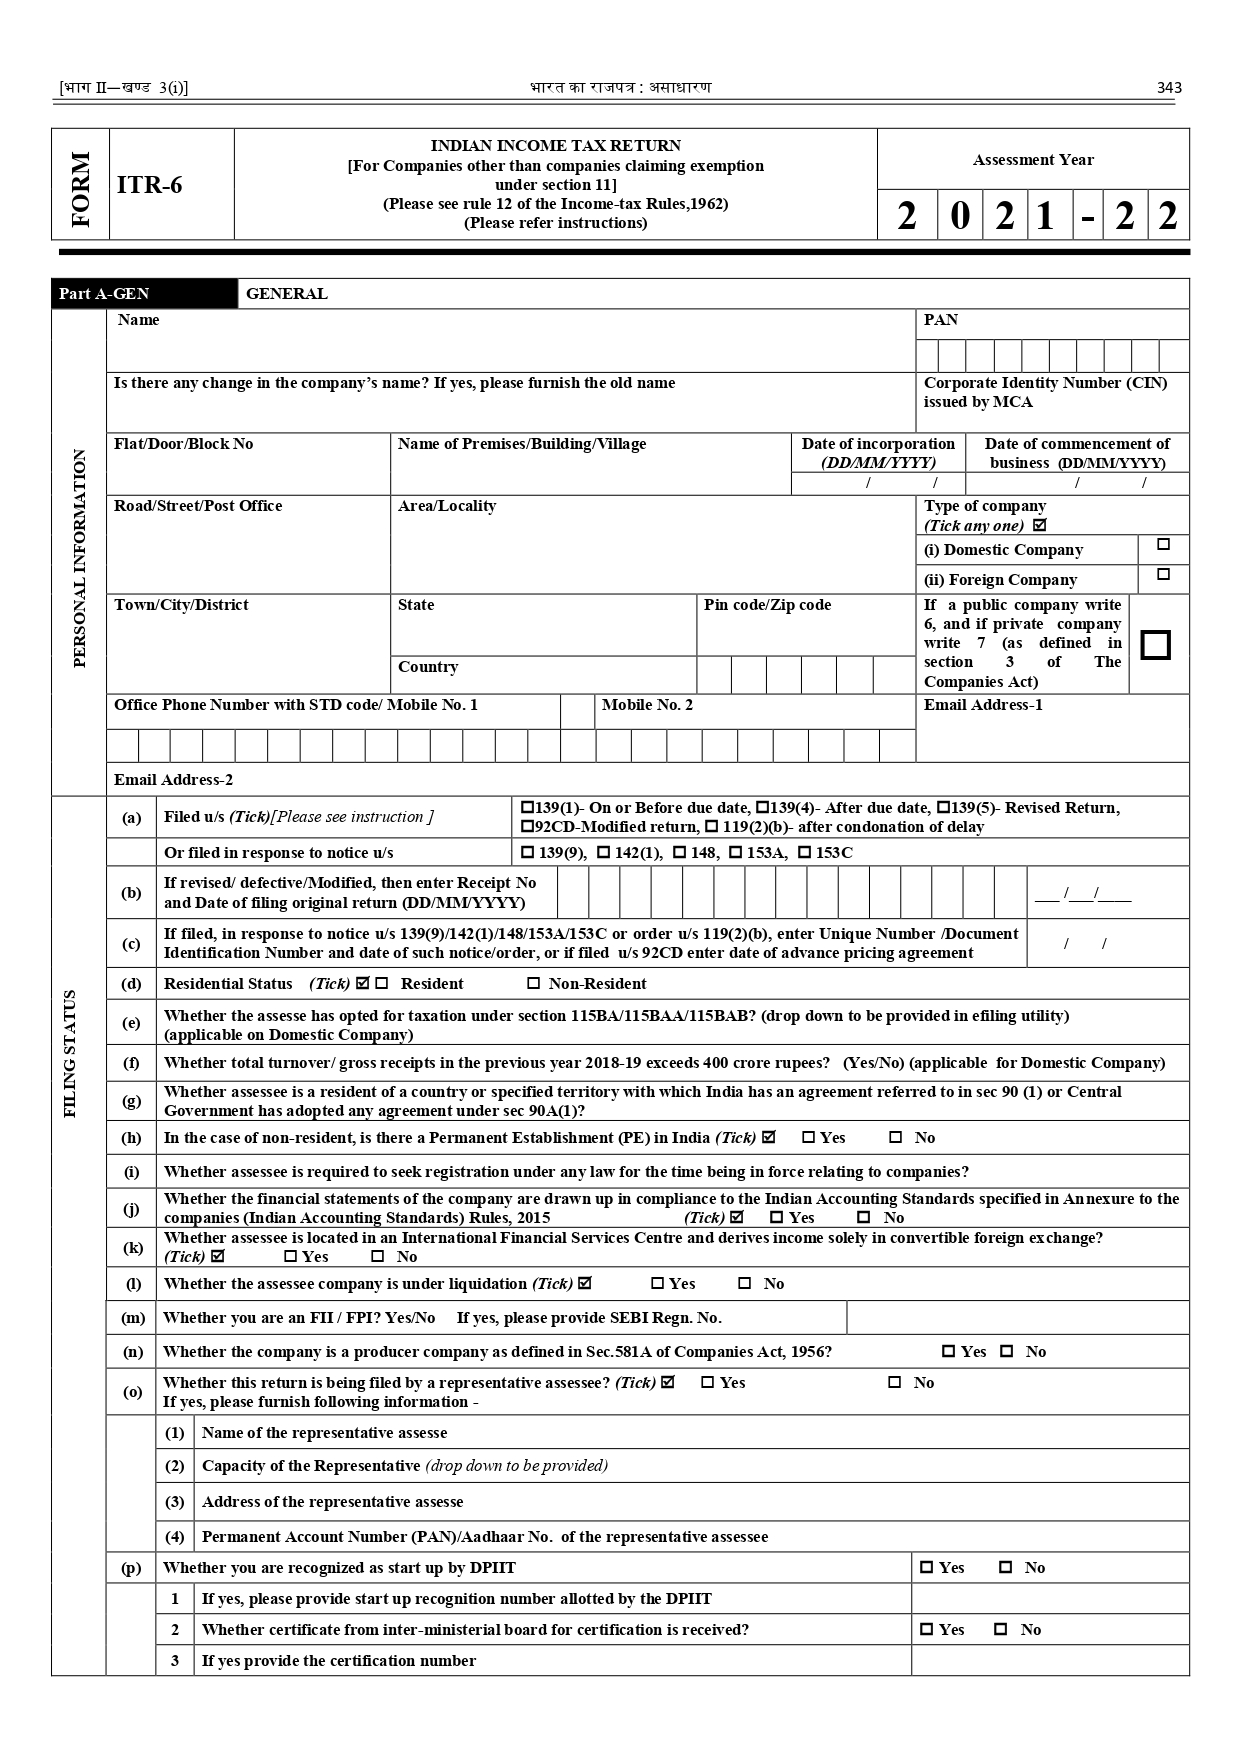 [भाग II—खण्ड 3(i)] भारत का राजपत्र : असाधारण 343
FORM
ITR-6
INDIAN INCOME TAX RETURN
[For Companies other than companies claiming exemption
under section 11]
(Please see rule 12 of the Income-tax Rules,1962)
(Please refer instructions)
Assessment Year
2 0 2 1 - 2 2
Part A-GEN GENERAL
PERSONAL INFORMATION
Name PAN
Is there any change in the company's name? If yes, please furnish the old name
Corporate Identity Number (CIN)
issued by MCA
Flat/Door/Block No Name of Premises/Building/Village
Date of incorporation
(DD/MM/YYYY)
/ /
Date of commencement of
business (DD/MM/YYYY)
/ /
Road/Street/Post Office Area/Locality
Type of company
(Tick any one) ☑
(i) Domestic Company ☐
(ii) Foreign Company ☐
Town/City/District State Pin code/Zip code
Country
If a public company write
6, and if private company
write 7 (as defined in
section 3 of The
Companies Act)
☐
Office Phone Number with STD code/ Mobile No. 1 Mobile No. 2 Email Address-1
Email Address-2
FILING STATUS
(a) Filed u/s (Tick)[Please see instruction ]
☐139(1)- On or Before due date, ☐139(4)- After due date, ☐139(5)- Revised Return,
☐92CD-Modified return, ☐ 119(2)(b)- after condonation of delay
Or filed in response to notice u/s ☐ 139(9), ☐ 142(1), ☐ 148, ☐ 153A, ☐ 153C
(b) If revised/ defective/Modified, then enter Receipt No
and Date of filing original return (DD/MM/YYYY)
___ /___/____
(c) If filed, in response to notice u/s 139(9)/142(1)/148/153A/153C or order u/s 119(2)(b), enter Unique Number /Document
Identification Number and date of such notice/order, or if filed u/s 92CD enter date of advance pricing agreement
/ /
(d) Residential Status (Tick) ☑ ☐ Resident ☐ Non-Resident
(e) Whether the assesse has opted for taxation under section 115BA/115BAA/115BAB? (drop down to be provided in efiling utility)
(applicable on Domestic Company)
(f) Whether total turnover/ gross receipts in the previous year 2018-19 exceeds 400 crore rupees? (Yes/No) (applicable for Domestic Company)
(g) Whether assessee is a resident of a country or specified territory with which India has an agreement referred to in sec 90 (1) or Central
Government has adopted any agreement under sec 90A(1)?
(h) In the case of non-resident, is there a Permanent Establishment (PE) in India (Tick) ☑ ☐ Yes ☐ No
(i) Whether assessee is required to seek registration under any law for the time being in force relating to companies?
(j) Whether the financial statements of the company are drawn up in compliance to the Indian Accounting Standards specified in Annexure to the
companies (Indian Accounting Standards) Rules, 2015 (Tick) ☑ ☐ Yes ☐ No
(k) Whether assessee is located in an International Financial Services Centre and derives income solely in convertible foreign exchange?
(Tick) ☑ ☐ Yes ☐ No
(l) Whether the assessee company is under liquidation (Tick) ☑ ☐ Yes ☐ No
(m) Whether you are an FII / FPI? Yes/No If yes, please provide SEBI Regn. No.
(n) Whether the company is a producer company as defined in Sec.581A of Companies Act, 1956? ☐ Yes ☐ No
(o) Whether this return is being filed by a representative assessee? (Tick) ☑ ☐ Yes ☐ No
If yes, please furnish following information -
(1) Name of the representative assesse
(2) Capacity of the Representative (drop down to be provided)
(3) Address of the representative assesse
(4) Permanent Account Number (PAN)/Aadhaar No. of the representative assessee
(p) Whether you are recognized as start up by DPIIT ☐ Yes ☐ No
1 If yes, please provide start up recognition number allotted by the DPIIT
2 Whether certificate from inter-ministerial board for certification is received? ☐ Yes ☐ No
3 If yes provide the certification number